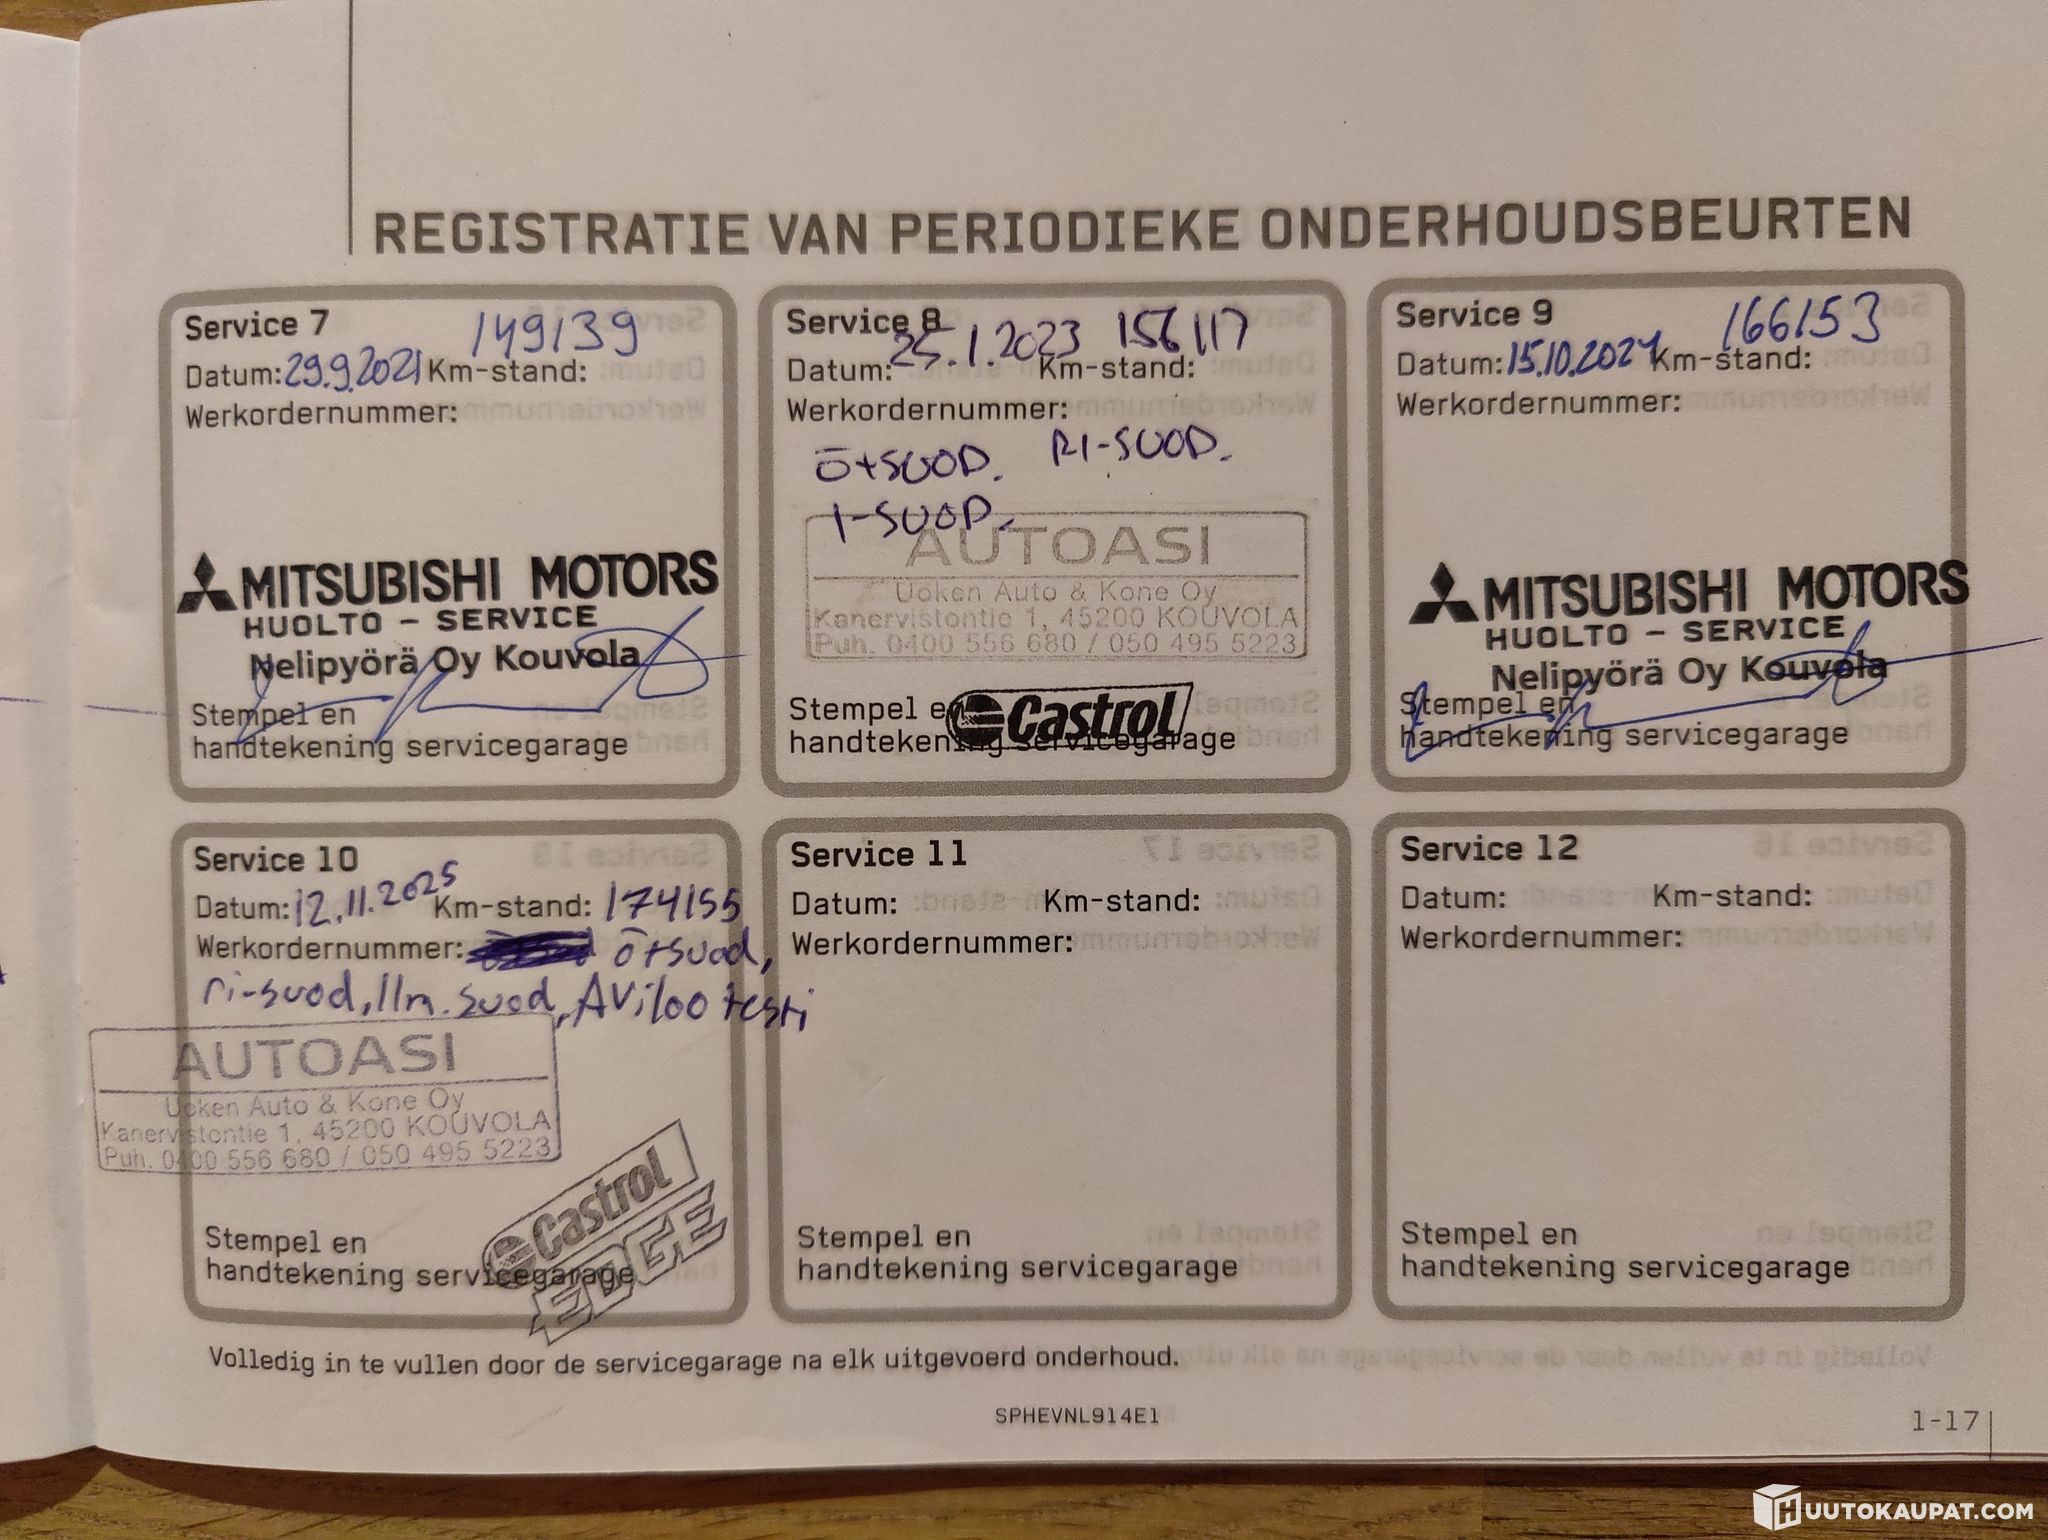 REGISTRATIE VAN PERIODIEKE ONDERHOUDSBEURTEN
Service 7 149139
Datum: 29.9.2021 Km-stand:
Werkordernummer:
MITSUBISHI MOTORS
HUOLTO - SERVICE
Nelipyörä Oy Kouvola
Stempel en
handtekening servicegarage
Service 8
25.1.2023 156117
Datum: Km-stand:
Werkordernummer:
Ö+SUOD. RI-SUOD.
I-SUOD.
AUTOASI
Uoken Auto & Kone Oy
Kanervistontie 1, 45200 KOUVOLA
Puh. 0400 556 680 / 050 495 5223
Castrol
Stempel en
handtekening servicegarage
Service 9 166153
Datum: 15.10.2024 Km-stand:
Werkordernummer:
MITSUBISHI MOTORS
HUOLTO - SERVICE
Nelipyörä Oy Kouvola
Stempel en
handtekening servicegarage
Service 10
Datum: 12.11.2025 Km-stand: 174155
Werkordernummer: ö+suod,
ri-suod, ilm.suod, AViloo testi
AUTOASI
Uoken Auto & Kone Oy
Kanervistontie 1, 45200 KOUVOLA
Puh. 0400 556 680 / 050 495 5223
Castrol
EDGE
Stempel en
handtekening servicegarage
Service 11
Datum: Km-stand:
Werkordernummer:
Stempel en
handtekening servicegarage
Service 12
Datum: Km-stand:
Werkordernummer:
Stempel en
handtekening servicegarage
Volledig in te vullen door de servicegarage na elk uitgevoerd onderhoud.
SPHEVNL914E1
1-17
HUUTOKAUPAT.COM